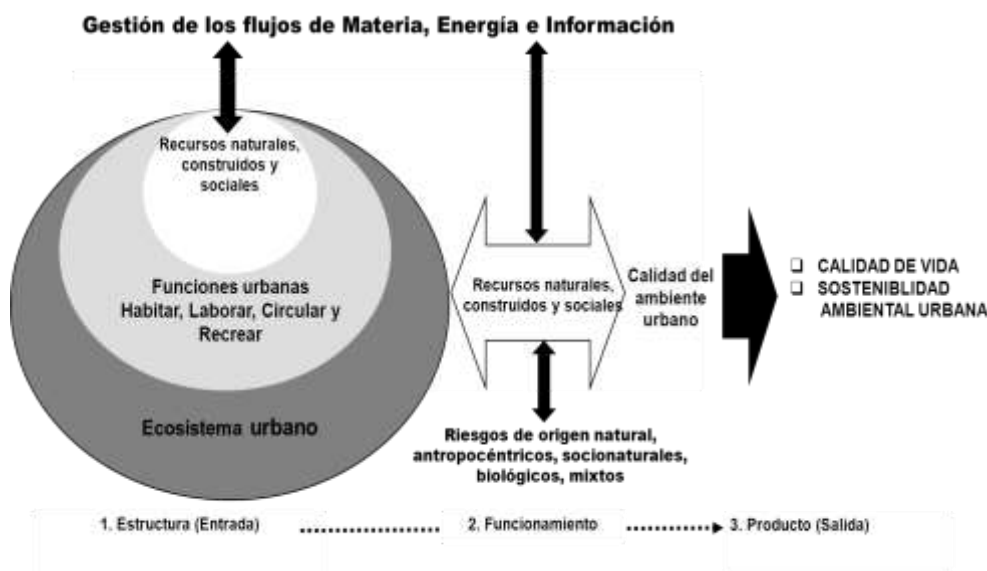 Gestión de los flujos de Materia, Energía e Información
Recursos naturales,
construidos y
sociales
Funciones urbanas
Habitar, Laborar, Circular y
Recrear
Ecosistema urbano
Recursos naturales,
construidos y sociales
Calidad del
ambiente
urbano
❑ CALIDAD DE VIDA
❑ SOSTENIBLIDAD
AMBIENTAL URBANA
Riesgos de origen natural,
antropocéntricos, socionaturales,
biológicos, mixtos
1. Estructura (Entrada)
2. Funcionamiento
3. Producto (Salida)